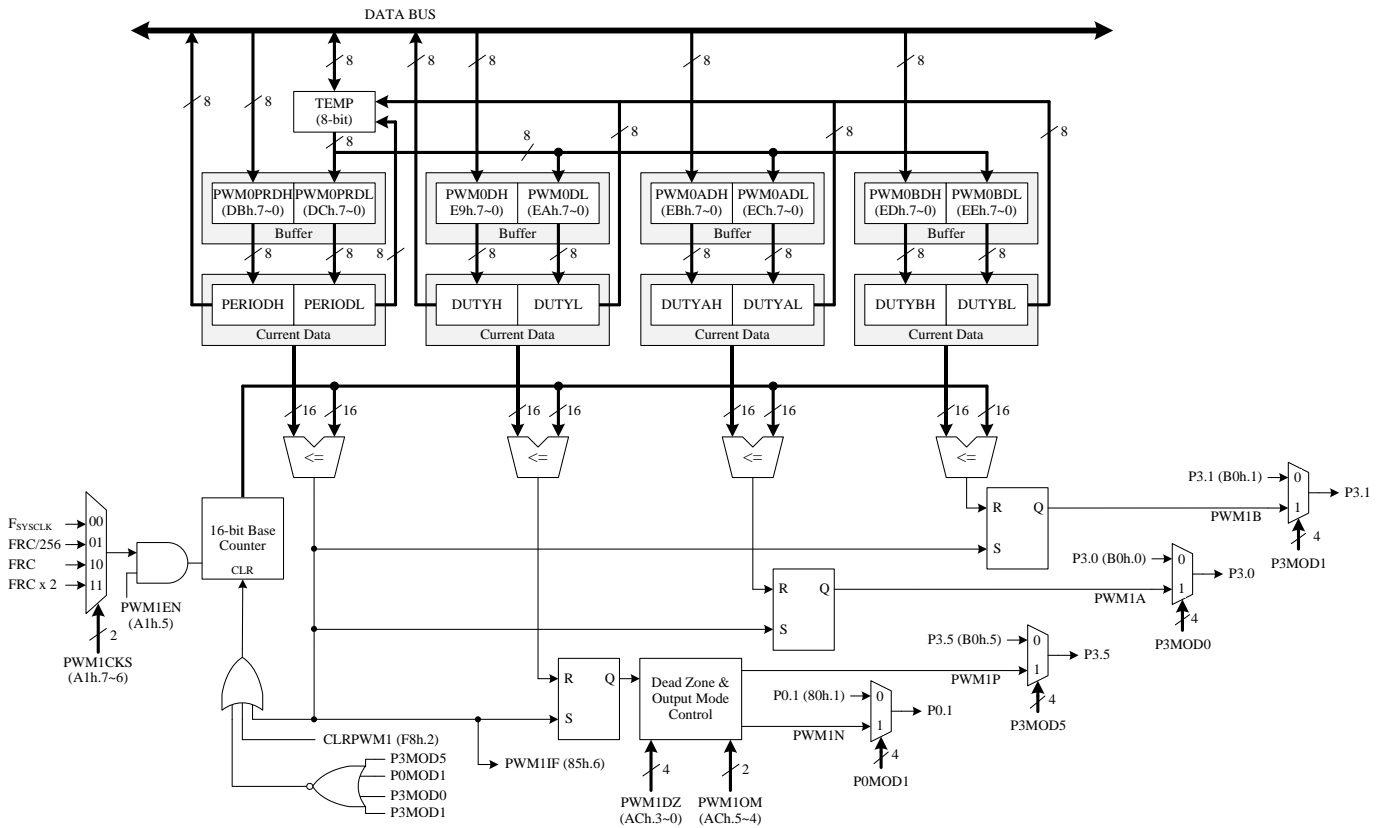 DATA BUS
8
8
8
8
8
8
8
8
TEMP
(8-bit)
8
8
8
8
8
PWM0PRDH
(DBh.7~0)
PWM0PRDL
(DCh.7~0)
Buffer
PWM0DH
E9h.7~0)
PWM0DL
(EAh.7~0)
Buffer
PWM0ADH
(EBh.7~0)
PWM0ADL
(ECh.7~0)
Buffer
PWM0BDH
(EDh.7~0)
PWM0BDL
(EEh.7~0)
Buffer
8
8
8
8
8
8
8
8
8
PERIODH
PERIODL
Current Data
DUTYH
DUTYL
Current Data
DUTYAH
DUTYAL
Current Data
DUTYBH
DUTYBL
Current Data
16
16
16
16
16
16
16
16
<=
<=
<=
<=
FSYSCLK
FRC/256
FRC
FRC x 2
00
01
10
11
2
PWM1CKS
(A1h.7~6)
PWM1EN
(A1h.5)
16-bit Base
Counter
CLR
R
S
Q
PWM1B
P3.1 (B0h.1)
0
1
P3.1
4
P3MOD1
R
S
Q
PWM1A
P3.0 (B0h.0)
0
1
P3.0
4
P3MOD0
R
S
Q
Dead Zone &
Output Mode
Control
PWM1P
P3.5 (B0h.5)
0
1
P3.5
4
P3MOD5
PWM1N
P0.1 (80h.1)
0
1
P0.1
4
P0MOD1
4
PWM1DZ
(ACh.3~0)
2
PWM1OM
(ACh.5~4)
CLRPWM1 (F8h.2)
PWM1IF (85h.6)
P3MOD5
P0MOD1
P3MOD0
P3MOD1